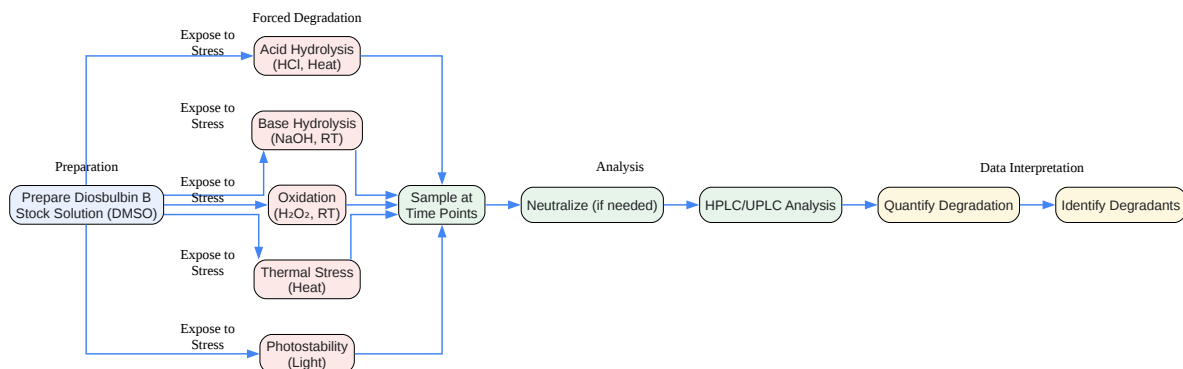 Forced Degradation
Expose to
Stress
Acid Hydrolysis
(HCl, Heat)
Expose to
Stress
Base Hydrolysis
(NaOH, RT)
Preparation
Prepare Diosbulbin B
Stock Solution (DMSO)
Expose to
Stress
Oxidation
(H₂O₂, RT)
Expose to
Stress
Thermal Stress
(Heat)
Expose to
Stress
Photostability
(Light)
Sample at
Time Points
Analysis
Neutralize (if needed)
HPLC/UPLC Analysis
Data Interpretation
Quantify Degradation
Identify Degradants